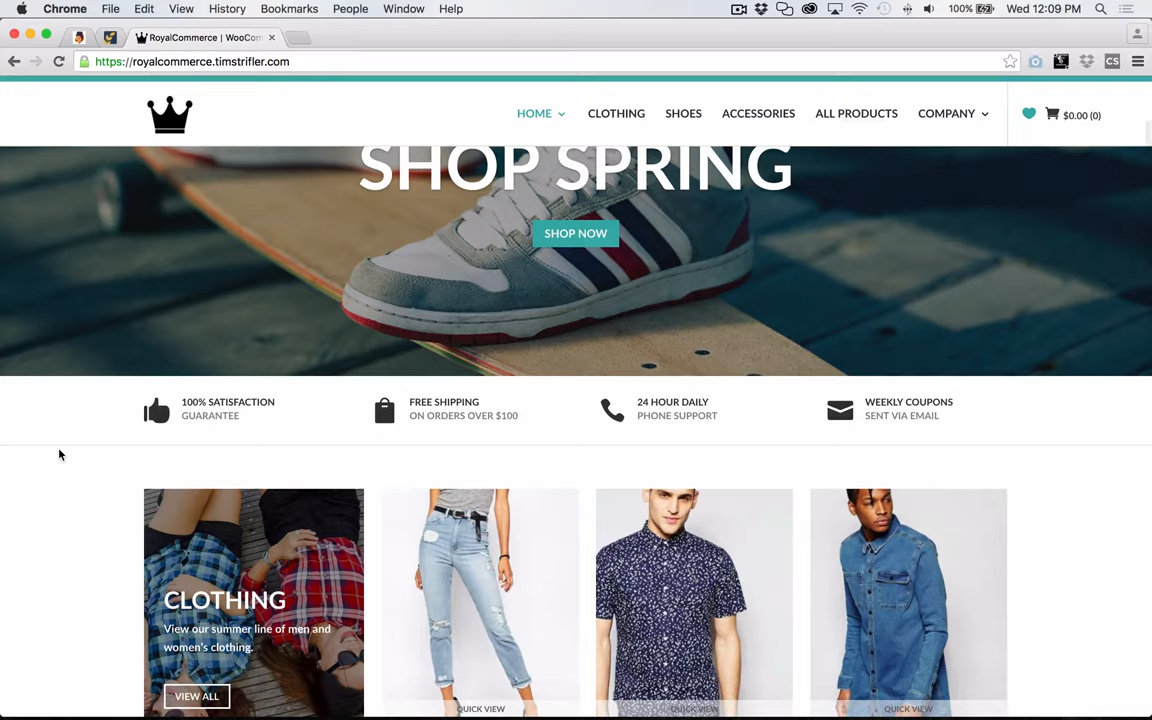 Chrome File Edit View History Bookmarks People Window Help 100% Wed 12:09 PM
RoyalCommerce | WooCom
https://royalcommerce.timstrifler.com CS
HOME CLOTHING SHOES ACCESSORIES ALL PRODUCTS COMPANY $0.00 (0)
SHOP SPRING
SHOP NOW
100% SATISFACTION
GUARANTEE
FREE SHIPPING
ON ORDERS OVER $100
24 HOUR DAILY
PHONE SUPPORT
WEEKLY COUPONS
SENT VIA EMAIL
CLOTHING
View our summer line of men and
women's clothing.
VIEW ALL
QUICK VIEW
QUICK VIEW
QUICK VIEW